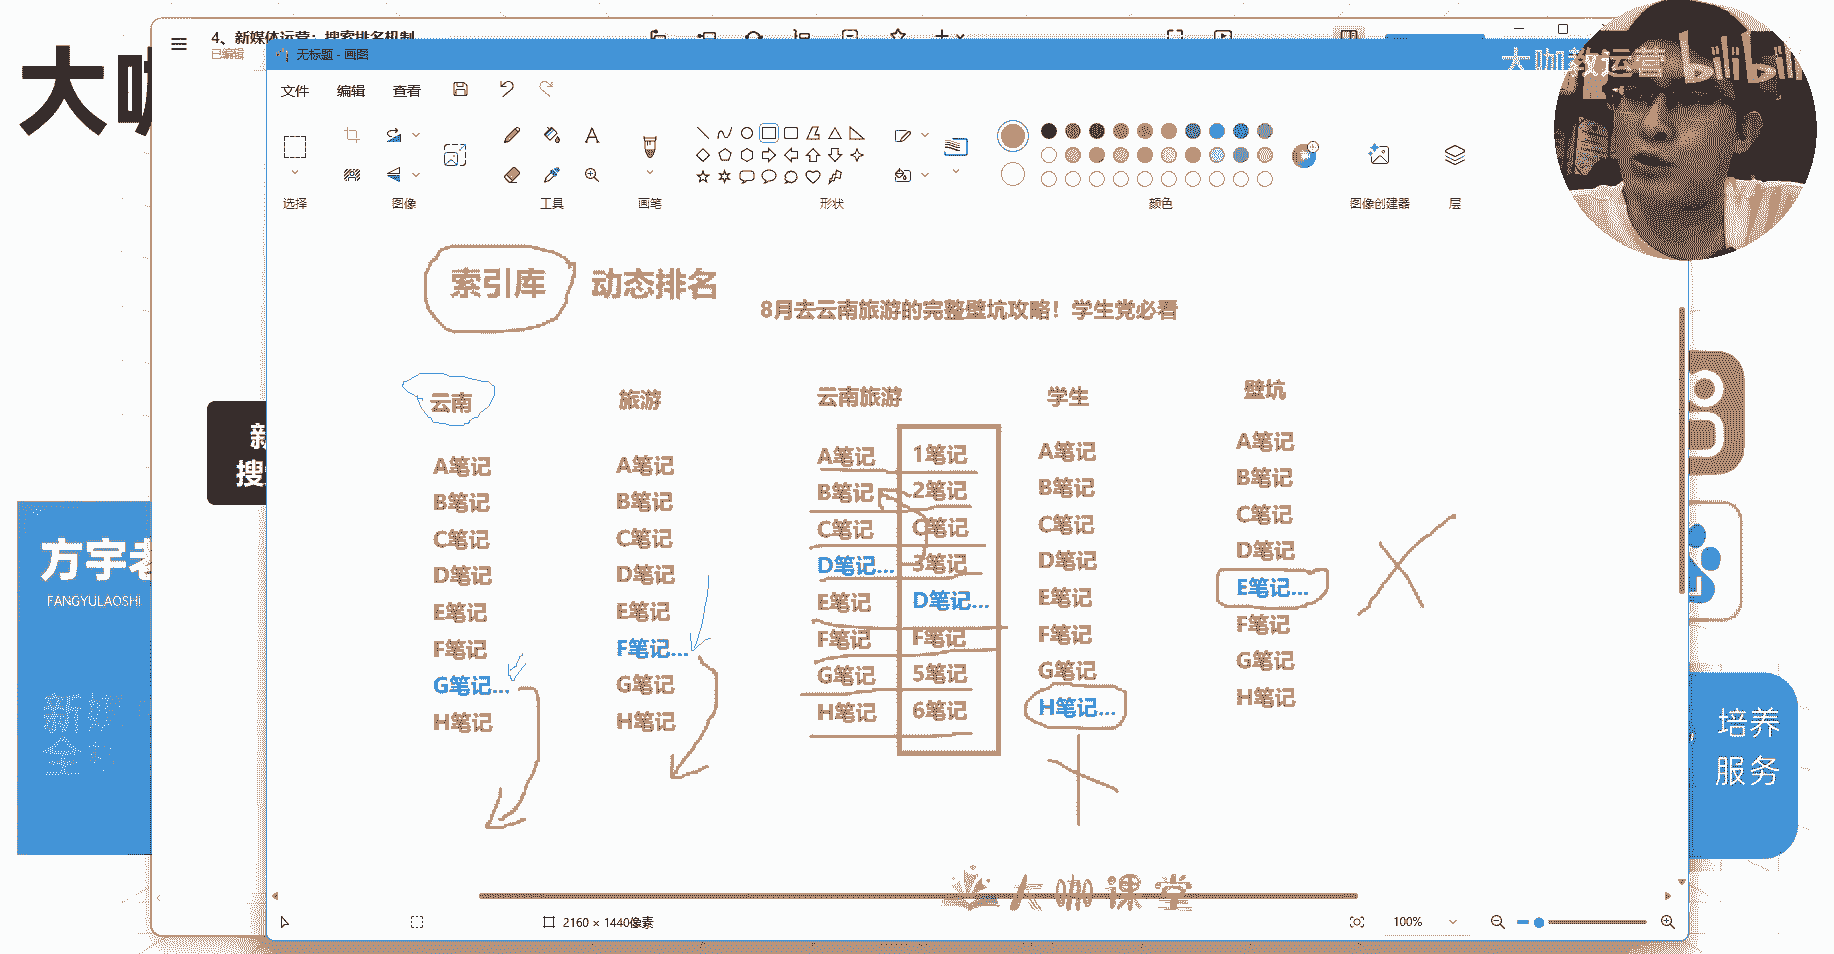 4、新媒体运营：搜索排名机制
已编辑
无标题 - 画图
大咖教运营 bilibili
文件 编辑 查看
选择 图像 工具 画笔 形状 颜色 图像创建器 层
索引库 动态排名
8月去云南旅游的完整壁坑攻略！学生党必看
云南
A笔记
B笔记
C笔记
D笔记
E笔记
F笔记
G笔记...
H笔记
旅游
A笔记
B笔记
C笔记
D笔记
E笔记
F笔记...
G笔记
H笔记
云南旅游
A笔记 1笔记
B笔记 2笔记
C笔记 C笔记
D笔记... 3笔记
E笔记 D笔记...
F笔记 F笔记
G笔记 5笔记
H笔记 6笔记
学生
A笔记
B笔记
C笔记
D笔记
E笔记
F笔记
G笔记
H笔记...
壁坑
A笔记
B笔记
C笔记
D笔记
E笔记...
F笔记
G笔记
H笔记
大
方宇老
FANGYULAOSHI
新媒
全
新
搜
培养
服务
大咖课堂
2160 × 1440像素
100%